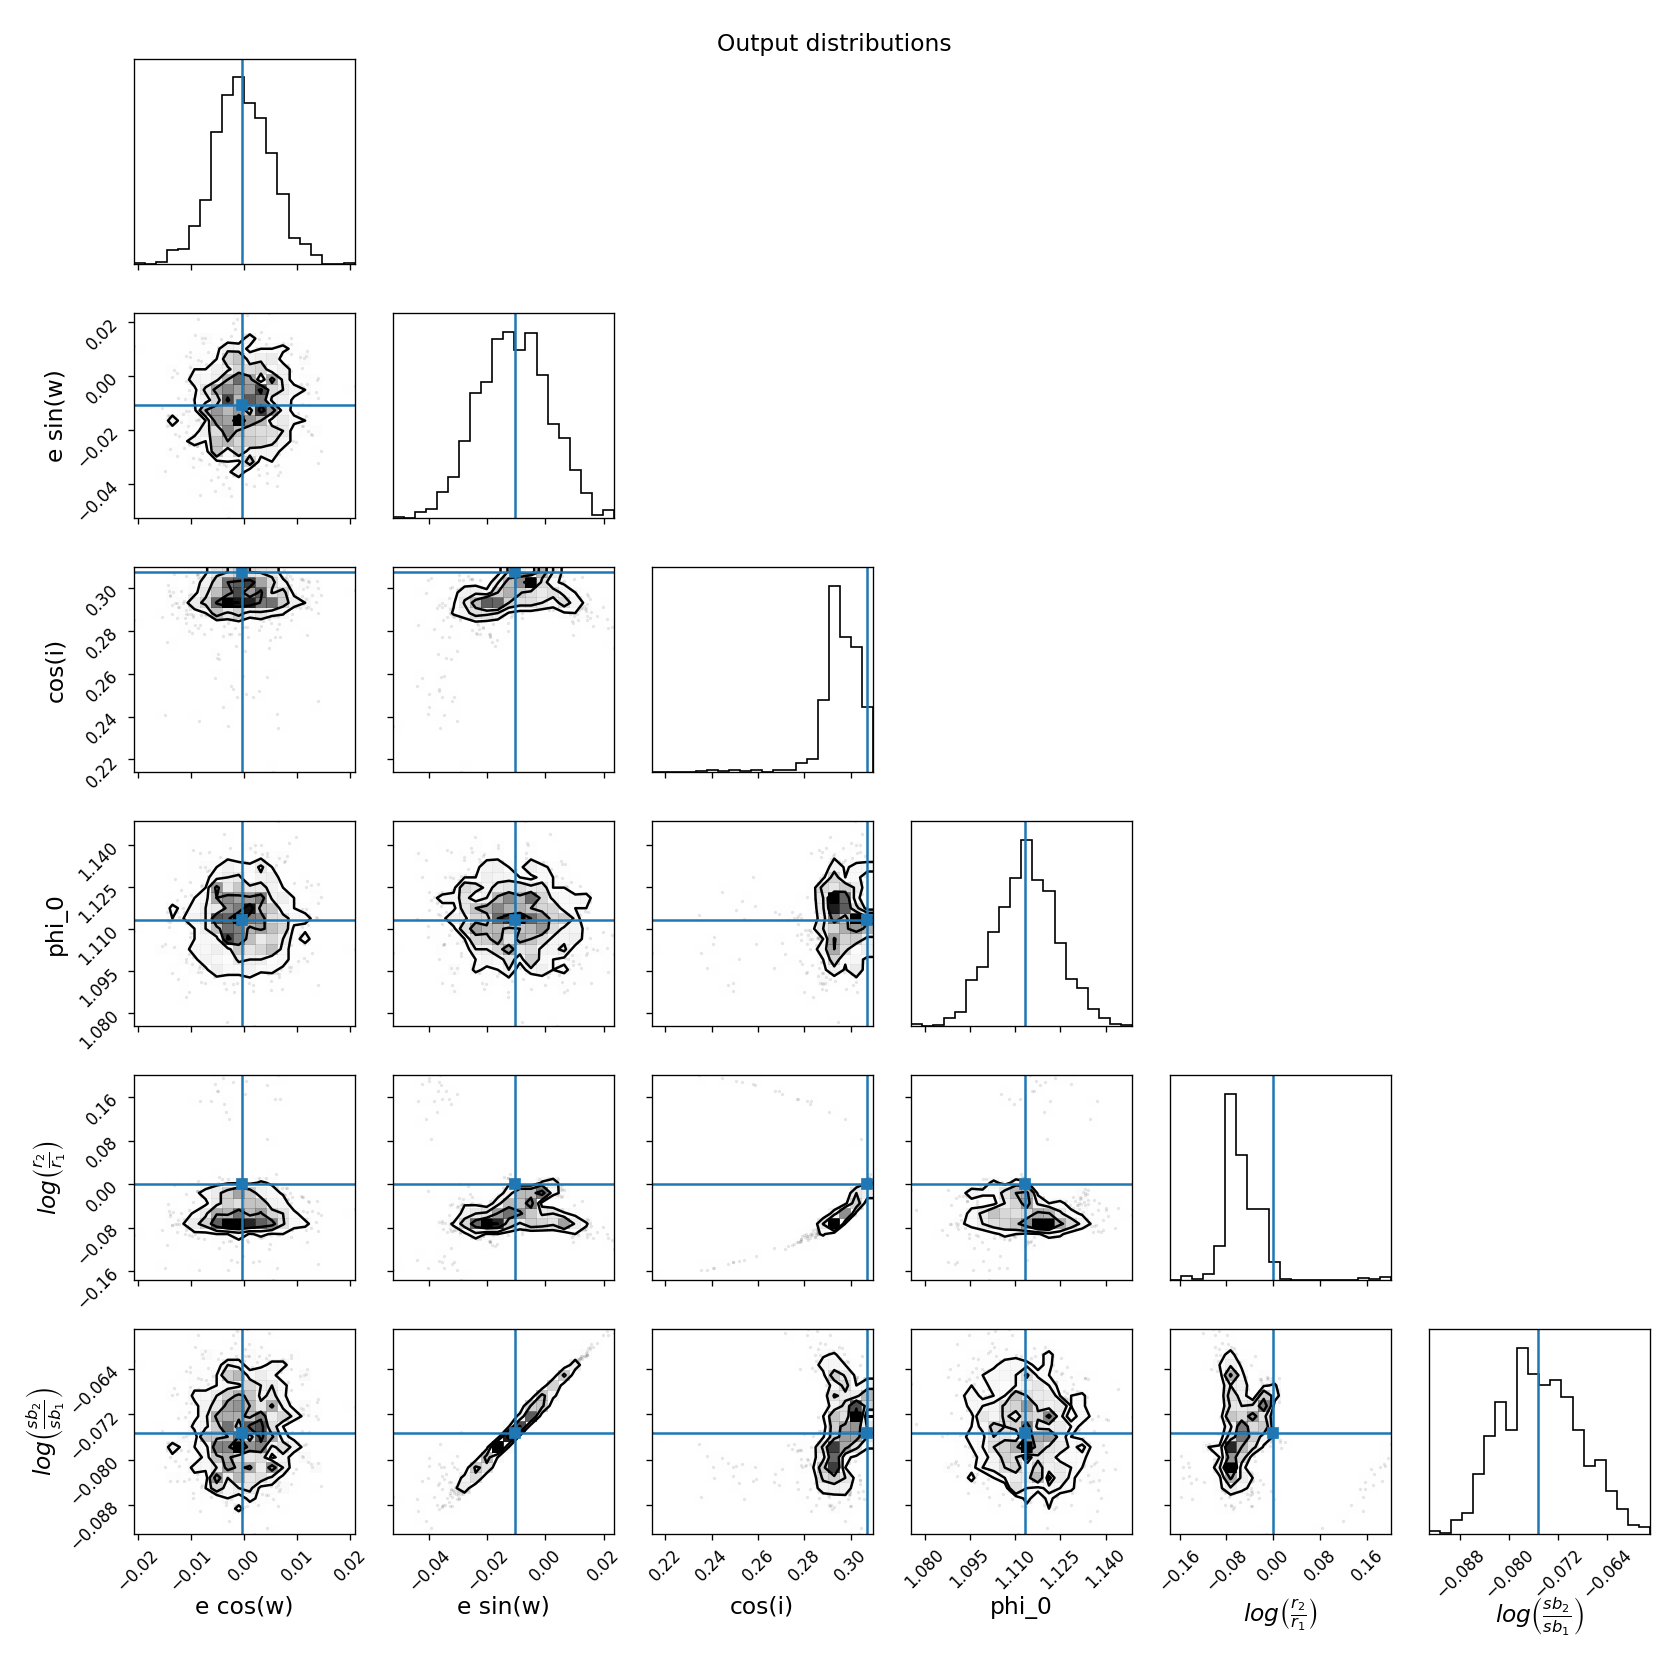 Output distributions
0.02
0.00
−0.02
−0.04
e sin(w)
0.30
0.28
0.26
0.24
0.22
cos(i)
1.140
1.125
1.110
1.095
1.080
phi_0
0.16
0.08
0.00
−0.08
−0.16
log(r₂/r₁)
−0.064
−0.072
−0.080
−0.088
log(sb₂/sb₁)
−0.02 −0.01 0.00 0.01 0.02
e cos(w)
−0.04 −0.02 0.00 0.02
e sin(w)
0.22 0.24 0.26 0.28 0.30
cos(i)
1.080 1.095 1.110 1.125 1.140
phi_0
−0.16 −0.08 0.00 0.08 0.16
log(r₂/r₁)
−0.088 −0.080 −0.072 −0.064
log(sb₂/sb₁)